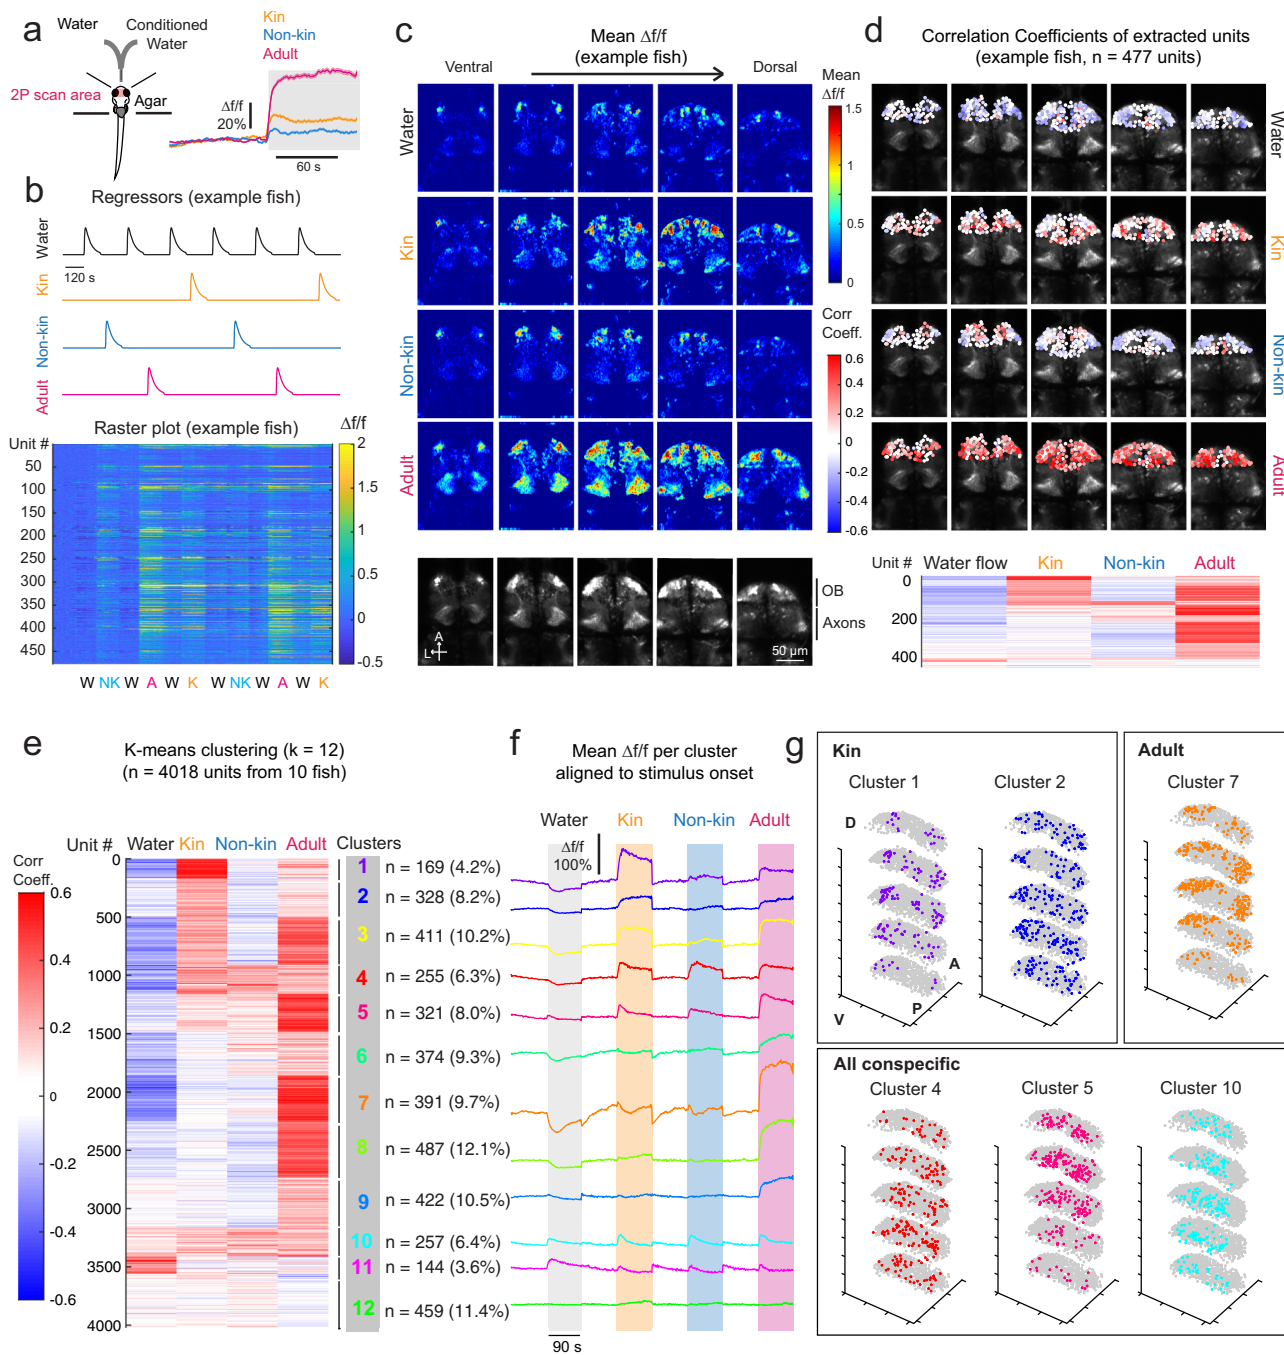 a
Water
Conditioned
Water
2P scan area
Agar
Kin
Non-kin
Adult
Δf/f
20%
60 s
b
Regressors (example fish)
Water
120 s
Kin
Non-kin
Adult
Raster plot (example fish)
Unit #
Δf/f
50
100
150
200
250
300
350
400
450
2
1.5
1
0.5
0
-0.5
W NK W A W K W NK W A W K
c
Mean Δf/f
(example fish)
Ventral
Dorsal
Mean
Δf/f
1.5
1
0.5
0
Water
Kin
Non-kin
Adult
Corr
Coeff.
0.6
0.4
0.2
0
-0.2
-0.4
-0.6
A
L
OB
Axons
50 µm
d
Correlation Coefficients of extracted units
(example fish, n = 477 units)
Water
Kin
Non-kin
Adult
Unit #
Water flow
Kin
Non-kin
Adult
0
200
400
e
K-means clustering (k = 12)
(n = 4018 units from 10 fish)
Corr
Coeff.
0.6
0.4
0.2
0
-0.2
-0.4
-0.6
Unit #
Water Kin Non-kin Adult
Clusters
0
500
1000
1500
2000
2500
3000
3500
4000
1 n = 169 (4.2%)
2 n = 328 (8.2%)
3 n = 411 (10.2%)
4 n = 255 (6.3%)
5 n = 321 (8.0%)
6 n = 374 (9.3%)
7 n = 391 (9.7%)
8 n = 487 (12.1%)
9 n = 422 (10.5%)
10 n = 257 (6.4%)
11 n = 144 (3.6%)
12 n = 459 (11.4%)
f
Mean Δf/f per cluster
aligned to stimulus onset
Water
Kin
Non-kin
Adult
Δf/f
100%
90 s
g
Kin
Cluster 1
Cluster 2
D
A
P
V
Adult
Cluster 7
All conspecific
Cluster 4
Cluster 5
Cluster 10